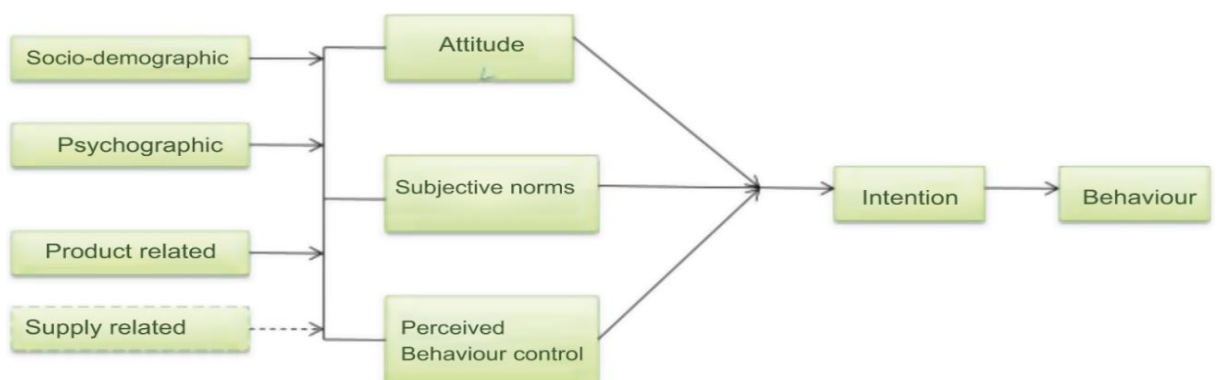 Socio-demographic
Psychographic
Product related
Supply related
Attitude
Subjective norms
Perceived
Behaviour control
Intention
Behaviour